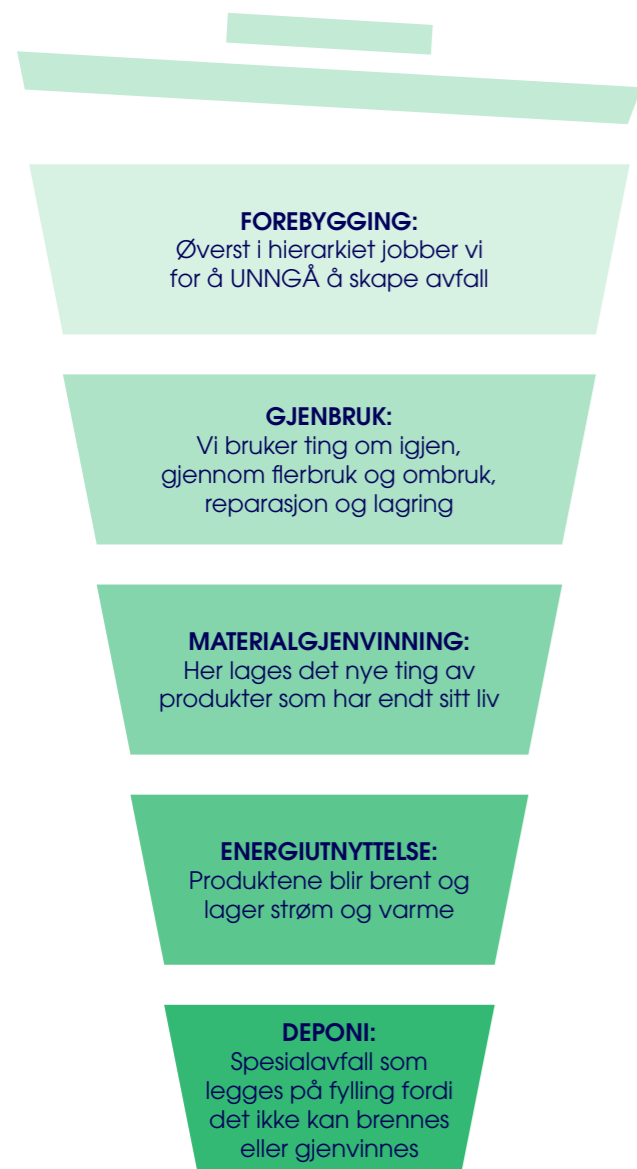 FOREBYGGING:
Øverst i hierarkiet jobber vi
for å UNNGÅ å skape avfall
GJENBRUK:
Vi bruker ting om igjen,
gjennom flerbruk og ombruk,
reparasjon og lagring
MATERIALGJENVINNING:
Her lages det nye ting av
produkter som har endt sitt liv
ENERGIUTNYTTELSE:
Produktene blir brent og
lager strøm og varme
DEPONI:
Spesialavfall som
legges på fylling fordi
det ikke kan brennes
eller gjenvinnes